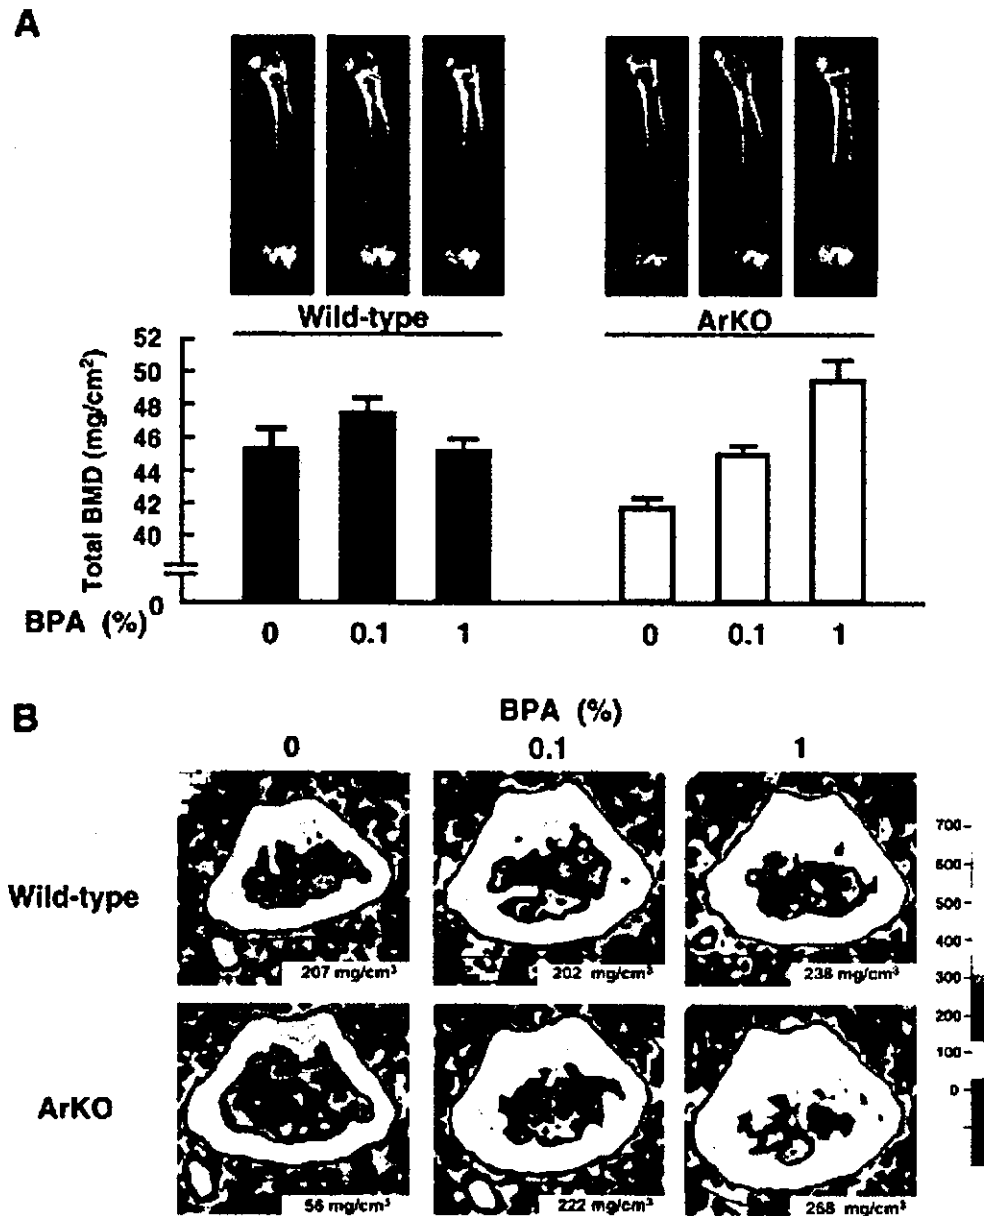 A
Wild-type
ArKO
Total BMD (mg/cm²)
52
50
48
46
44
42
40
0
BPA (%)
0 0.1 1 0 0.1 1
B
BPA (%)
0 0.1 1
Wild-type
207 mg/cm³
202 mg/cm³
238 mg/cm³
700
600
500
400
300
200
100
0
ArKO
56 mg/cm³
222 mg/cm³
268 mg/cm³